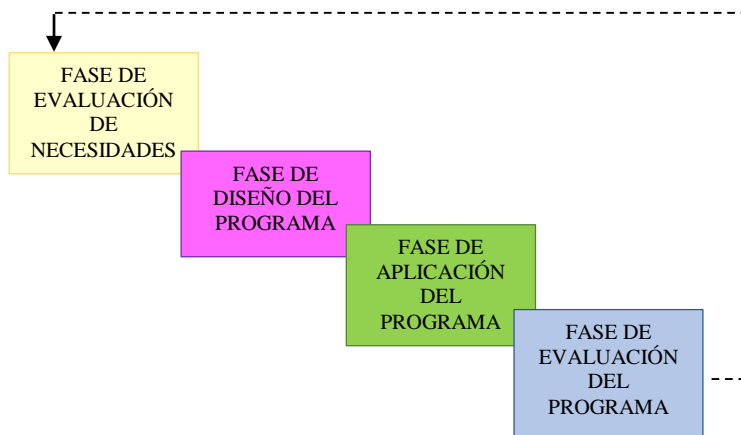 FASE DE
EVALUACIÓN
DE
NECESIDADES
FASE DE
DISEÑO DEL
PROGRAMA
FASE DE
APLICACIÓN
DEL
PROGRAMA
FASE DE
EVALUACIÓN
DEL
PROGRAMA